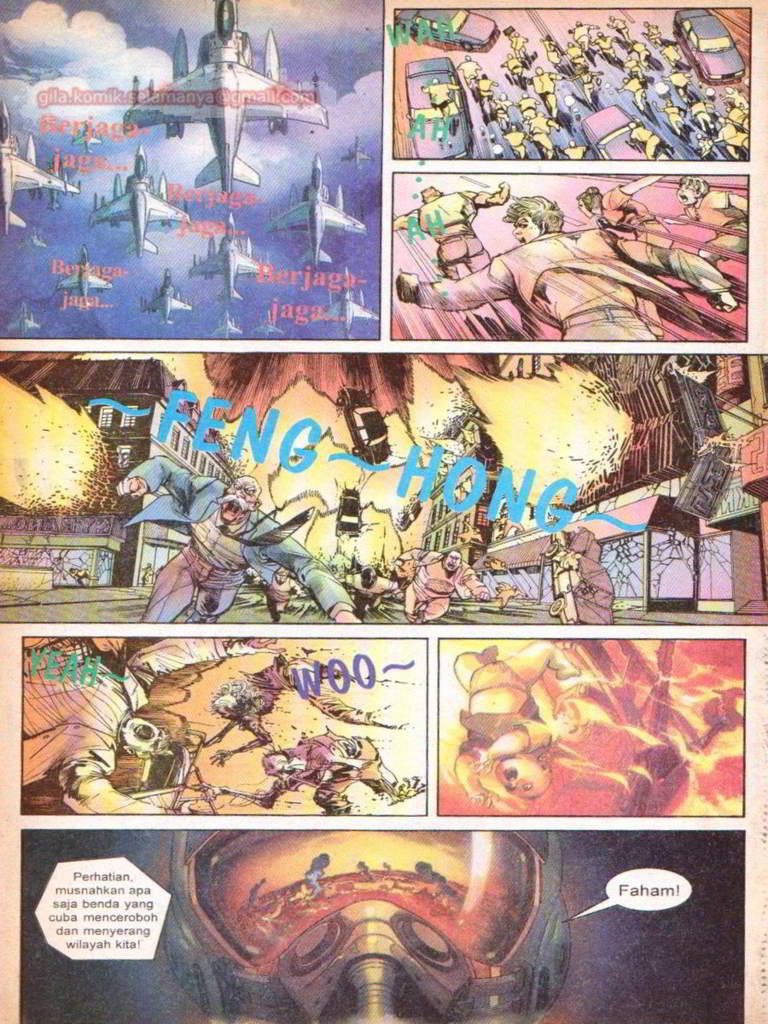 gila.komik.selamanya@gmail.com
Berjaga-
jaga...
Berjaga-
jaga...
Berjaga-
jaga...
Berjaga-
jaga...
WAH
AH
AH
~FENG~HONG~
YEAH~
WOO~
Perhatian,
musnahkan apa
saja benda yang
cuba menceroboh
dan menyerang
wilayah kita!
Faham!